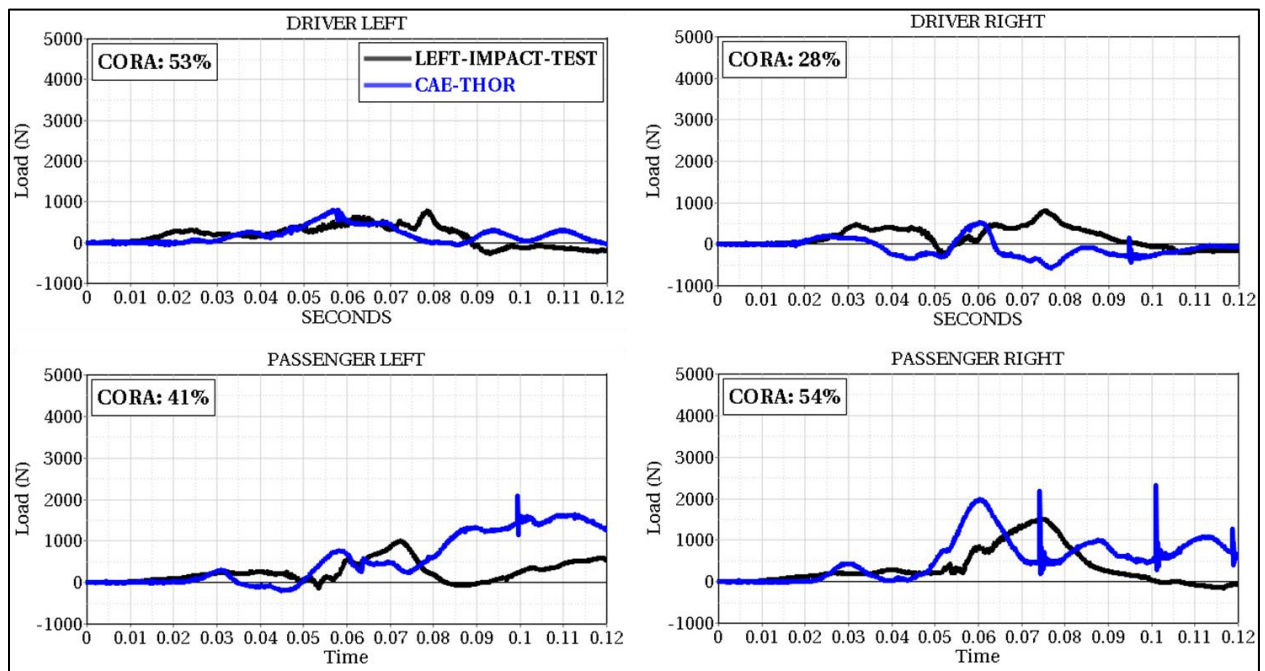 DRIVER LEFT
CORA: 53%
LEFT-IMPACT-TEST
CAE-THOR
Load (N)
5000
4000
3000
2000
1000
0
-1000
0 0.01 0.02 0.03 0.04 0.05 0.06 0.07 0.08 0.09 0.1 0.11 0.12
SECONDS
DRIVER RIGHT
CORA: 28%
Load (N)
5000
4000
3000
2000
1000
0
-1000
0 0.01 0.02 0.03 0.04 0.05 0.06 0.07 0.08 0.09 0.1 0.11 0.12
SECONDS
PASSENGER LEFT
CORA: 41%
Load (N)
5000
4000
3000
2000
1000
0
-1000
0 0.01 0.02 0.03 0.04 0.05 0.06 0.07 0.08 0.09 0.1 0.11 0.12
Time
PASSENGER RIGHT
CORA: 54%
Load (N)
5000
4000
3000
2000
1000
0
-1000
0 0.01 0.02 0.03 0.04 0.05 0.06 0.07 0.08 0.09 0.1 0.11 0.12
Time